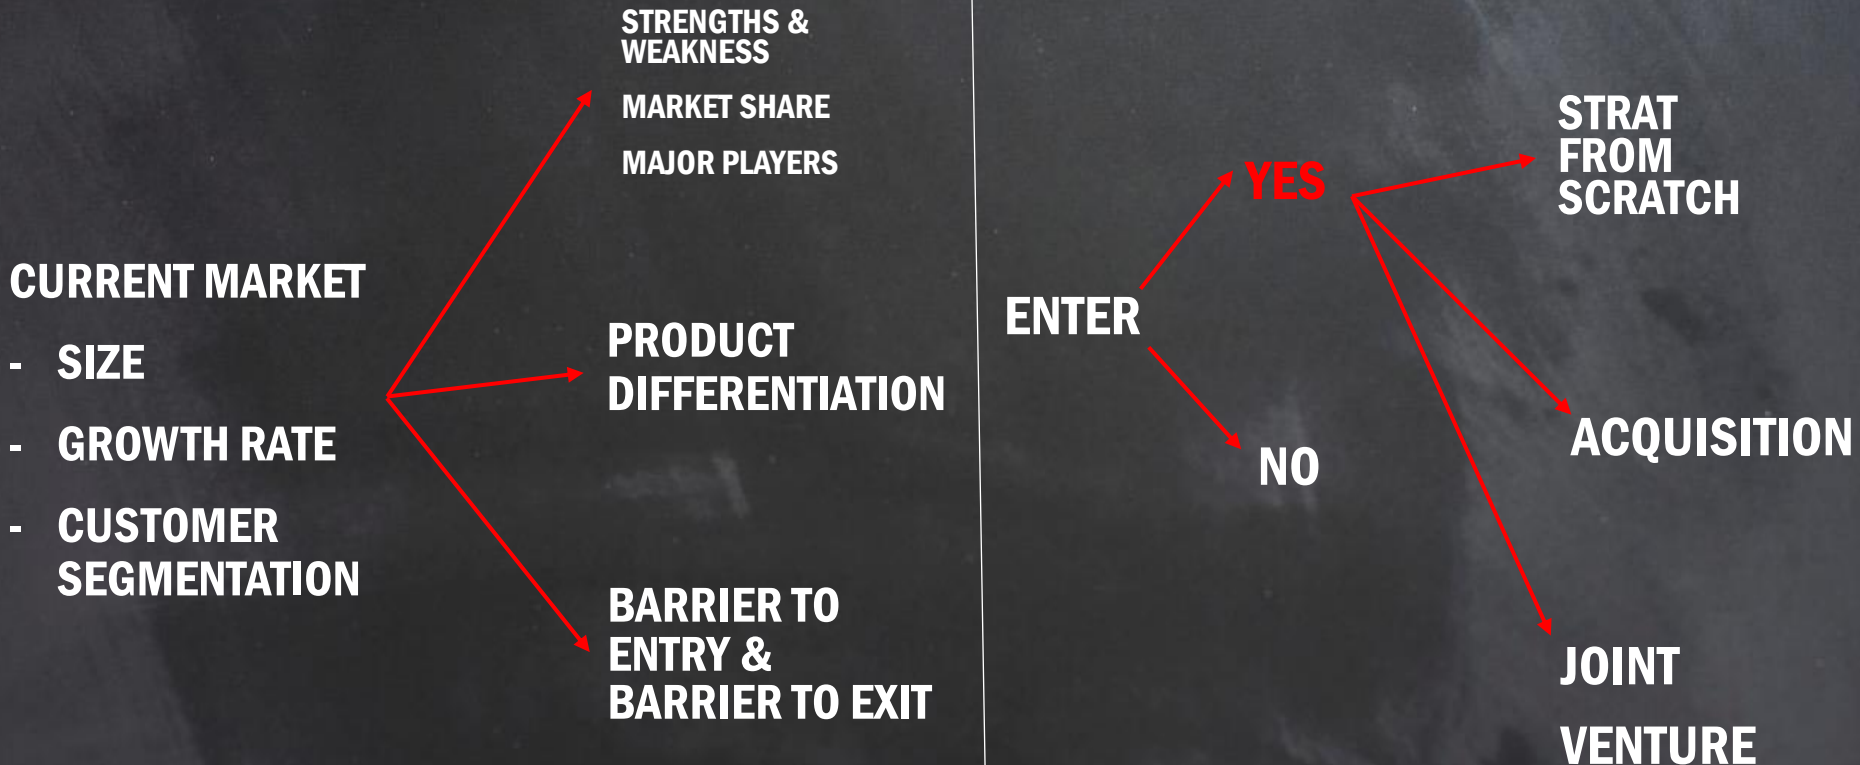 CURRENT MARKET
- SIZE
- GROWTH RATE
- CUSTOMER
SEGMENTATION
STRENGTHS &
WEAKNESS
MARKET SHARE
MAJOR PLAYERS
PRODUCT
DIFFERENTIATION
BARRIER TO
ENTRY &
BARRIER TO EXIT
ENTER
YES
NO
STRAT
FROM
SCRATCH
ACQUISITION
JOINT
VENTURE